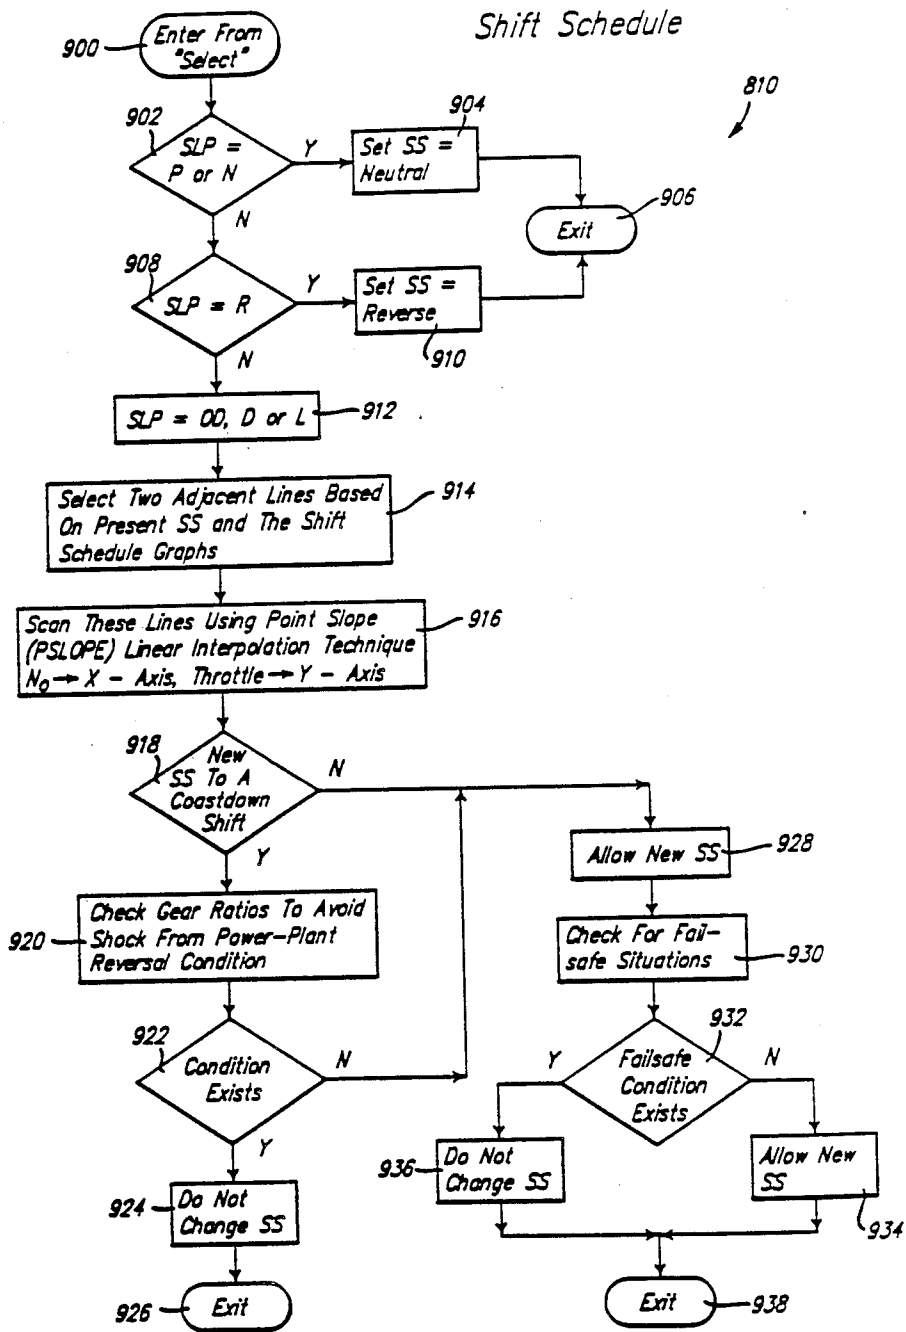 Shift Schedule
810
900
Enter From
"Select"
902
SLP =
P or N
Y
N
904
Set SS =
Neutral
906
Exit
908
SLP = R
Y
N
Set SS =
Reverse
910
SLP = OD, D or L
912
Select Two Adjacent Lines Based
On Present SS and The Shift
Schedule Graphs
914
Scan These Lines Using Point Slope
(PSLOPE) Linear Interpolation Technique
No → X - Axis, Throttle → Y - Axis
916
918
New
SS To A
Coastdown
Shift
N
Y
920
Check Gear Ratios To Avoid
Shock From Power-Plant
Reversal Condition
922
Condition
Exists
N
Y
924
Do Not
Change SS
926
Exit
Allow New SS
928
Check For Fail-
safe Situations
930
932
Failsafe
Condition
Exists
Y
N
936
Do Not
Change SS
Allow New
SS
934
Exit
938